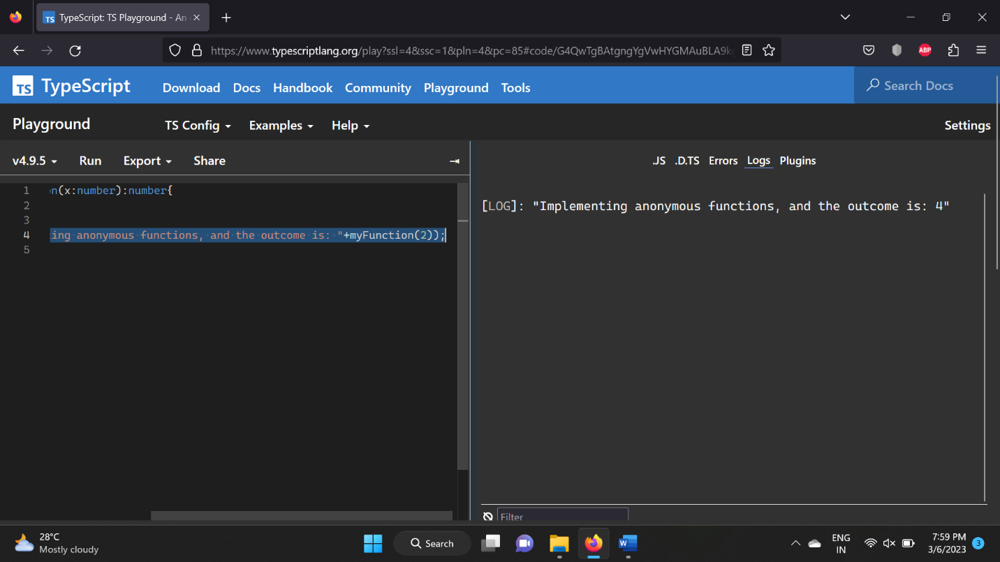 TS TypeScript: TS Playground - An
https://www.typescriptlang.org/play?ssl=4&ssc=1&pln=4&pc=85#code/G4QwTgBAtgngYgVwHYGMAuBLA9k
ABP
TS TypeScript Download Docs Handbook Community Playground Tools Search Docs
Playground TS Config Examples Help Settings
v4.9.5 Run Export Share .JS .D.TS Errors Logs Plugins
1 n(x:number):number{
2
3
4 ing anonymous functions, and the outcome is: "+myFunction(2));
5
[LOG]: "Implementing anonymous functions, and the outcome is: 4"
Filter
28°C
Mostly cloudy
Search
W
ENG
IN
7:59 PM
3/6/2023
3